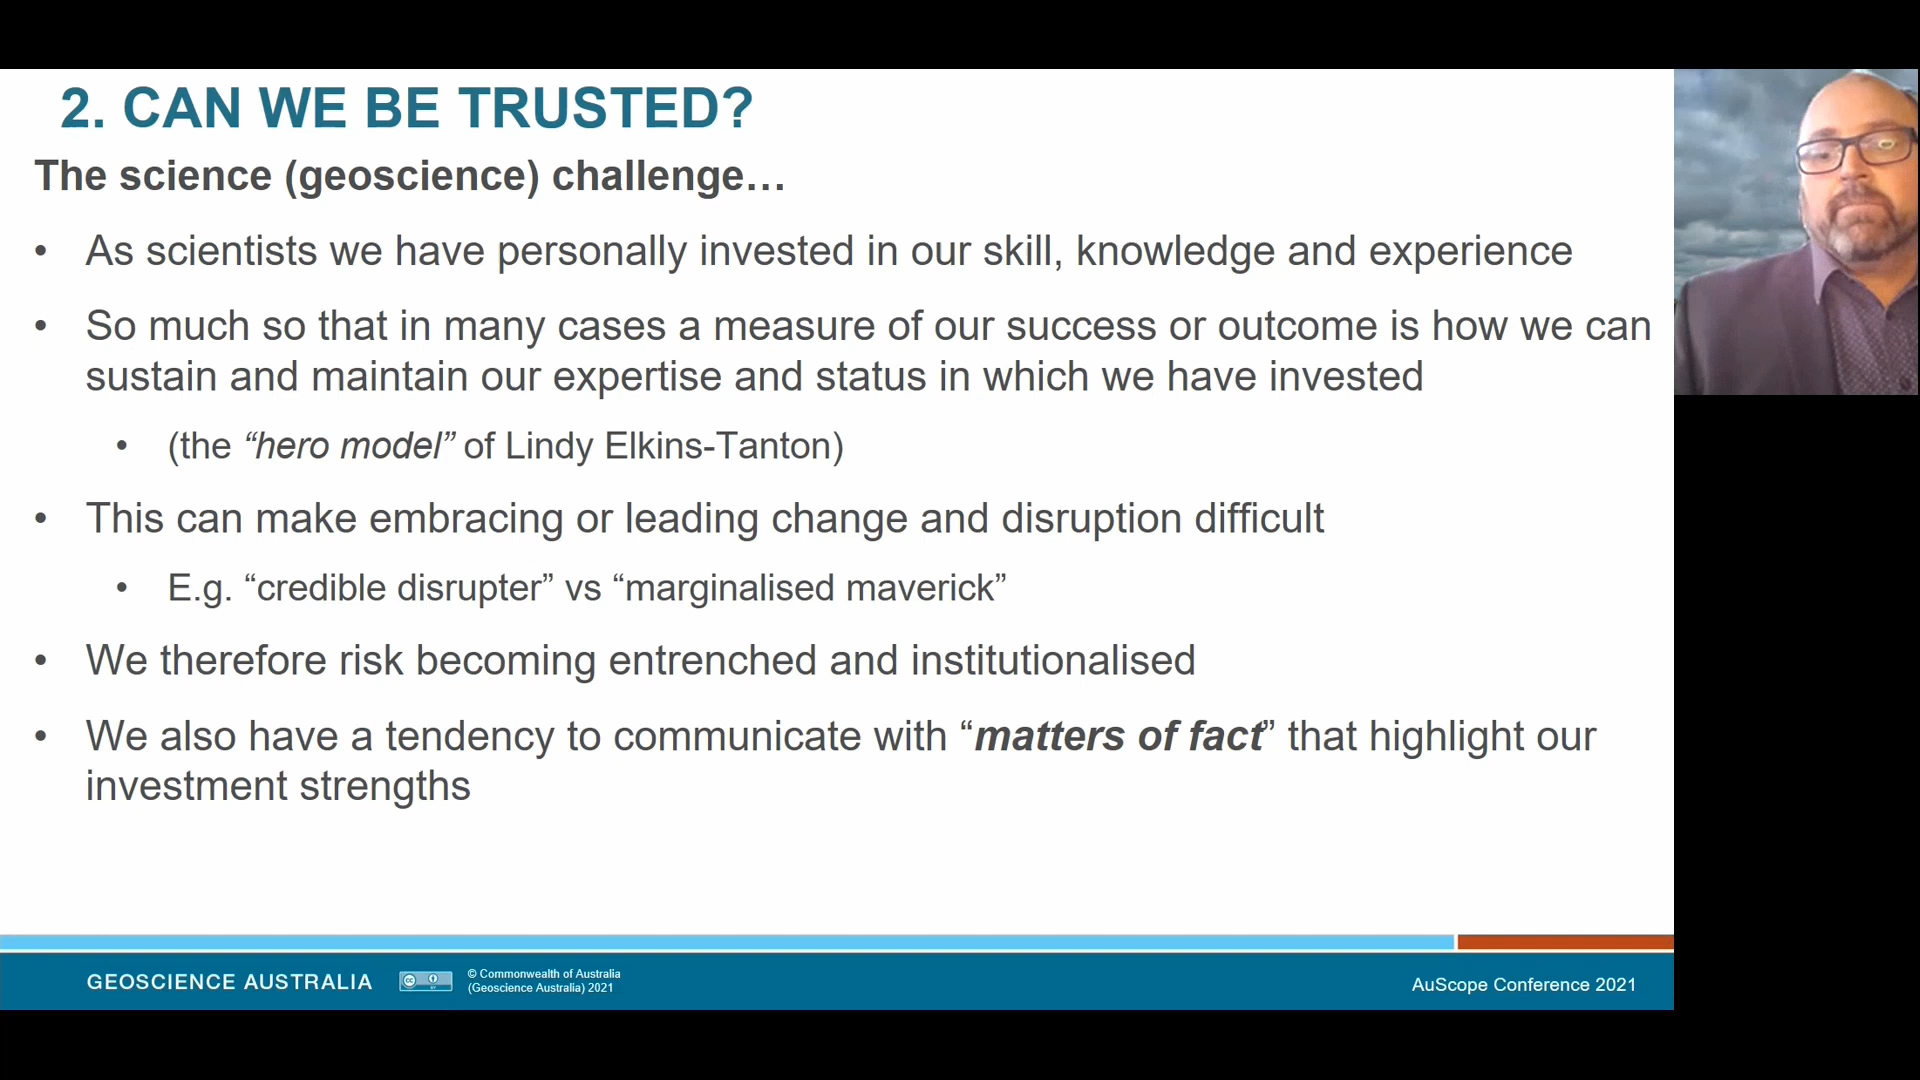 2. CAN WE BE TRUSTED?
The science (geoscience) challenge…
• As scientists we have personally invested in our skill, knowledge and experience
• So much so that in many cases a measure of our success or outcome is how we can
sustain and maintain our expertise and status in which we have invested
• (the “hero model” of Lindy Elkins-Tanton)
• This can make embracing or leading change and disruption difficult
• E.g. “credible disrupter” vs “marginalised maverick”
• We therefore risk becoming entrenched and institutionalised
• We also have a tendency to communicate with “matters of fact” that highlight our
investment strengths
GEOSCIENCE AUSTRALIA
© Commonwealth of Australia
(Geoscience Australia) 2021
AuScope Conference 2021